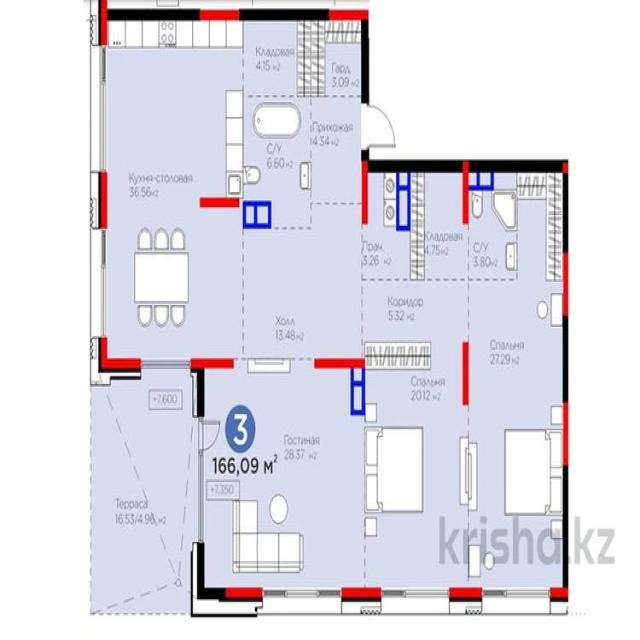 Кладовая
4.15 м2
Гард.
3.09 м2
Прихожая
4.34 м2
С/У
6.60 м2
Кухня-столовая
36.56 м2
Прач.
3.26 м2
Кладовая
4.75 м2
С/У
3.80 м2
Коридор
5.32 м2
Холл
13.48 м2
Спальня
27.29 м2
Спальня
20.12 м2
+7.600
3
166,09 м²
Гостиная
28.37 м2
+7.350
Терраса
16.53/4.96 м2
krisha.kz